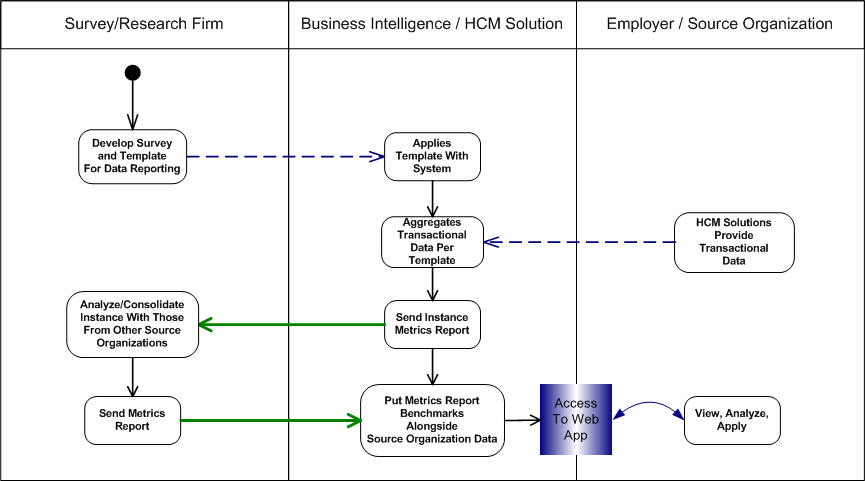 Survey/Research Firm
Business Intelligence / HCM Solution
Employer / Source Organization
Develop Survey
and Template
For Data Reporting
Applies
Template With
System
Aggregates
Transactional
Data Per
Template
HCM Solutions
Provide
Transactional
Data
Analyze/Consolidate
Instance With Those
From Other Source
Organizations
Send Instance
Metrics Report
Send Metrics
Report
Put Metrics Report
Benchmarks
Alongside
Source Organization Data
Access
To Web
App
View, Analyze,
Apply